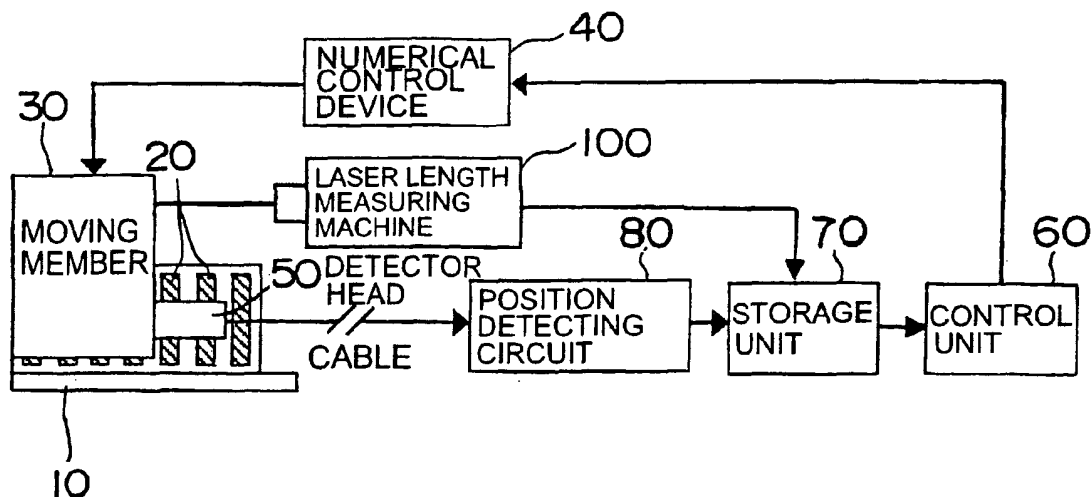 40
NUMERICAL
CONTROL
DEVICE
30
20
100
LASER LENGTH
MEASURING
MACHINE
MOVING
MEMBER
50
DETECTOR
HEAD
CABLE
80
POSITION
DETECTING
CIRCUIT
70
STORAGE
UNIT
60
CONTROL
UNIT
10